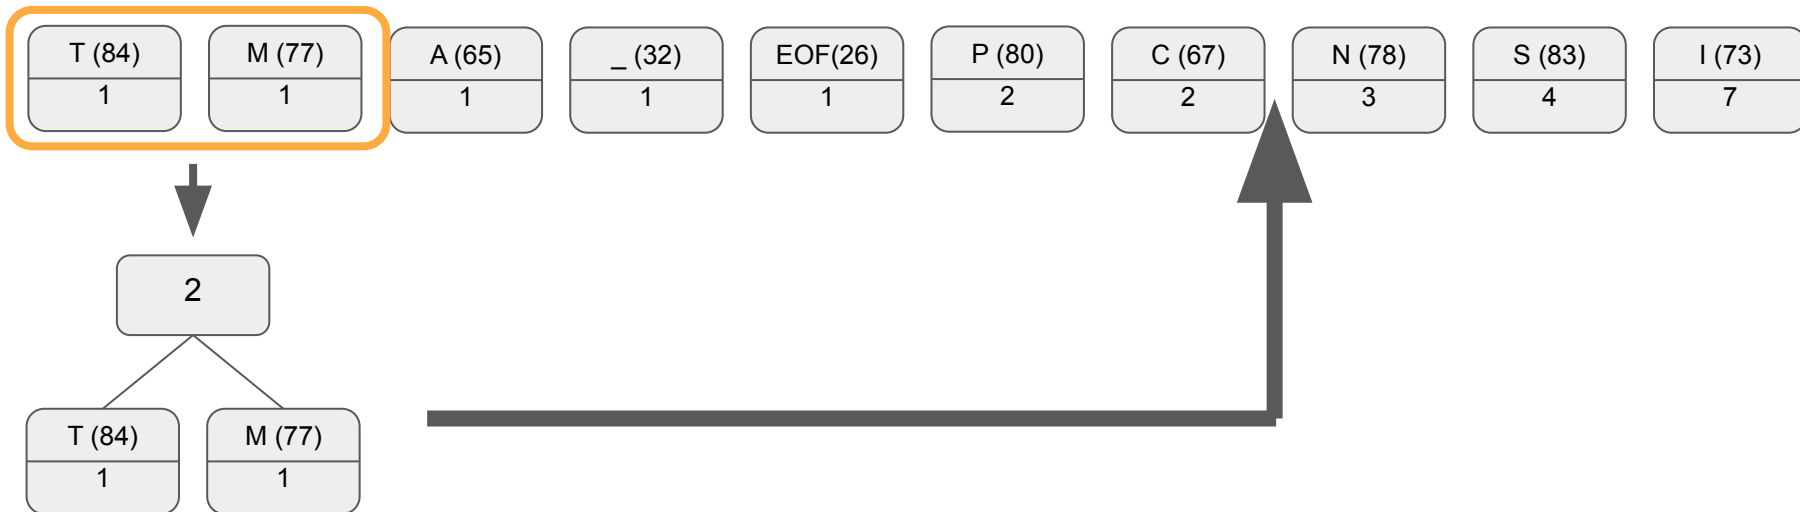 T (84) M (77) A (65) _ (32) EOF(26) P (80) C (67) N (78) S (83) I (73)
1 1 1 1 1 2 2 3 4 7
2
T (84) M (77)
1 1